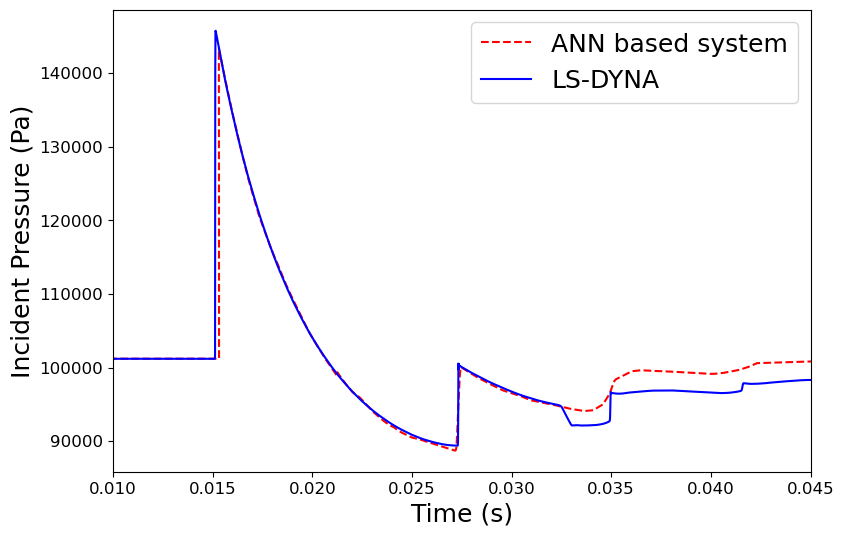 ANN based system
LS-DYNA
140000
130000
120000
110000
100000
90000
Incident Pressure (Pa)
0.010 0.015 0.020 0.025 0.030 0.035 0.040 0.045
Time (s)